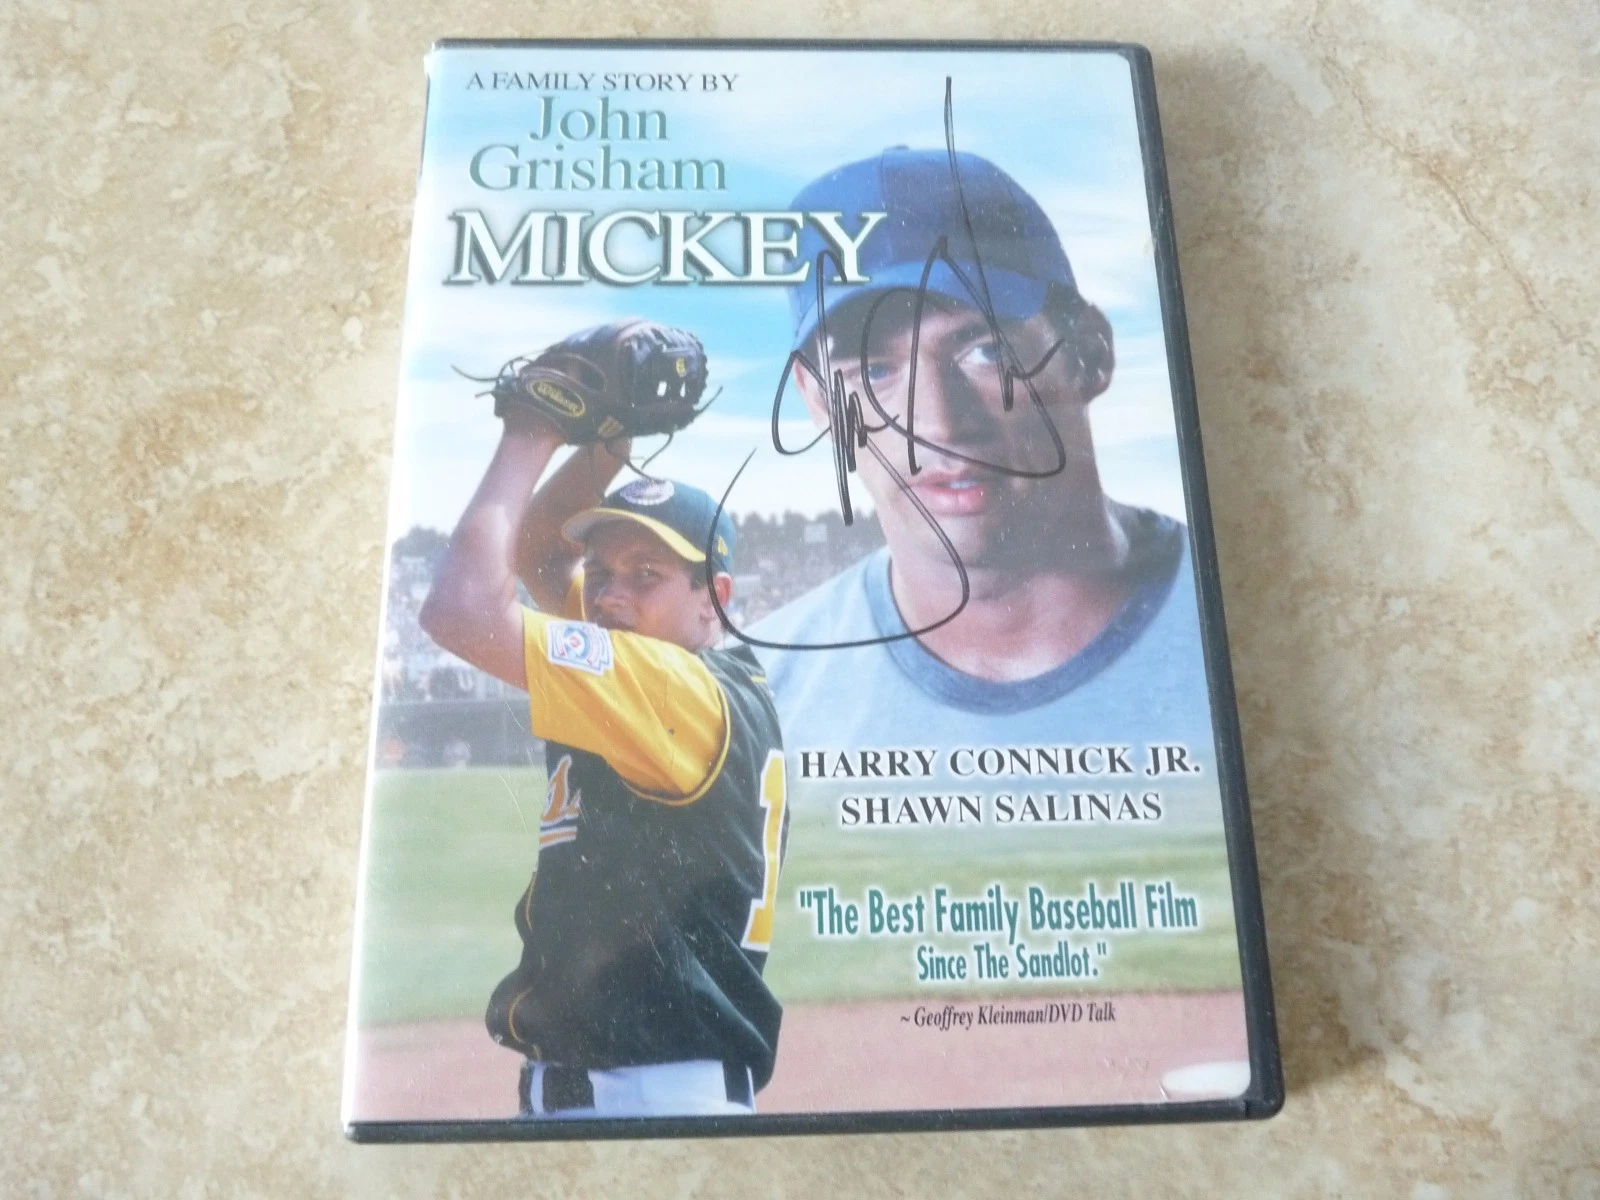 A FAMILY STORY BY
John
Grisham
MICKEY
Wilson
HARRY CONNICK JR.
SHAWN SALINAS
"The Best Family Baseball Film
Since The Sandlot."
~ Geoffrey Kleinman/DVD Talk